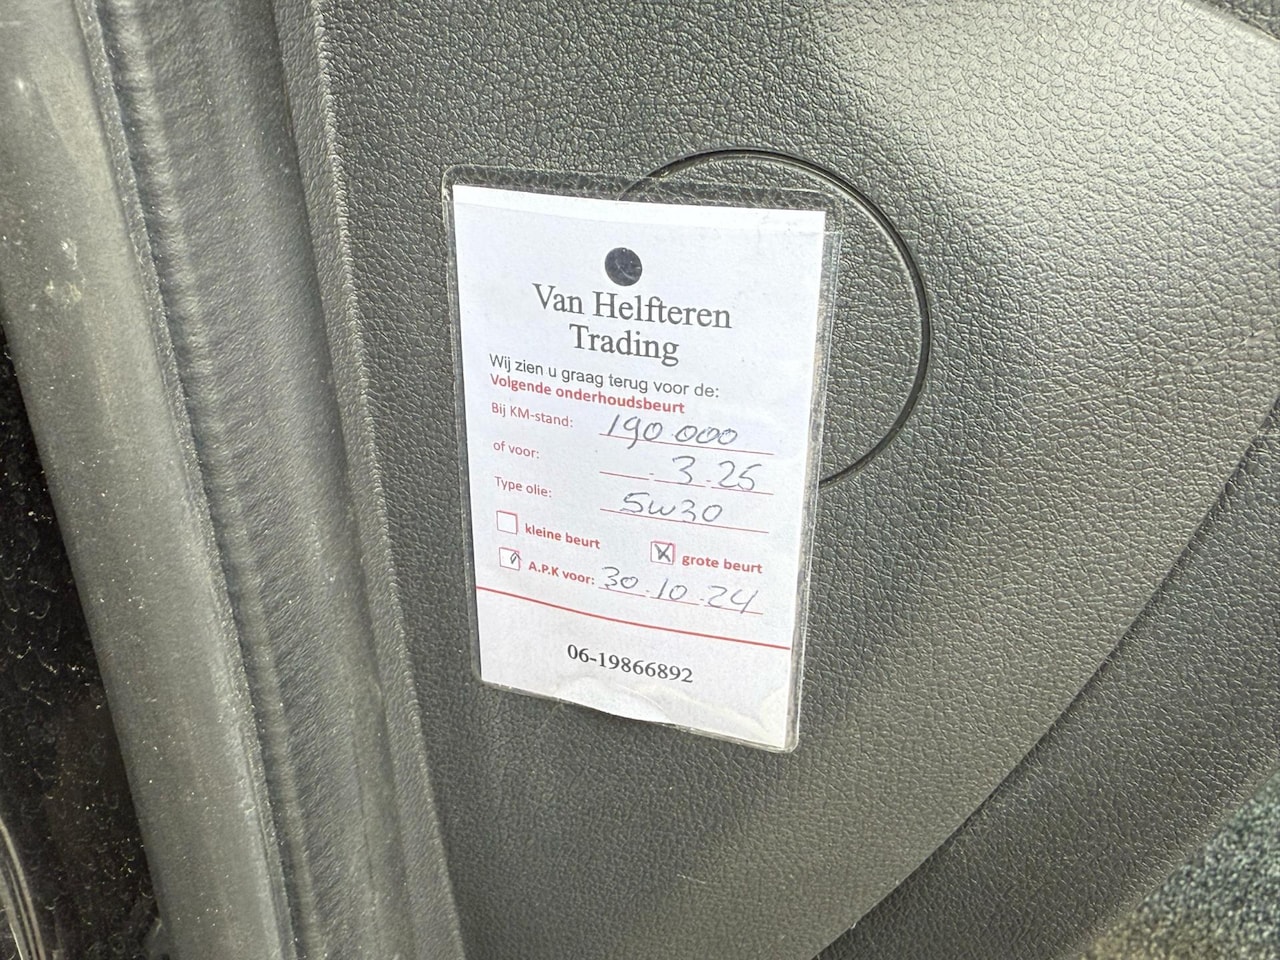 Van Helfteren
Trading
Wij zien u graag terug voor de:
Volgende onderhoudsbeurt
Bij KM-stand: 190.000
of voor: - 3-25
Type olie: 5w30
kleine beurt grote beurt
A.P.K voor: 30-10-24
06-19866892